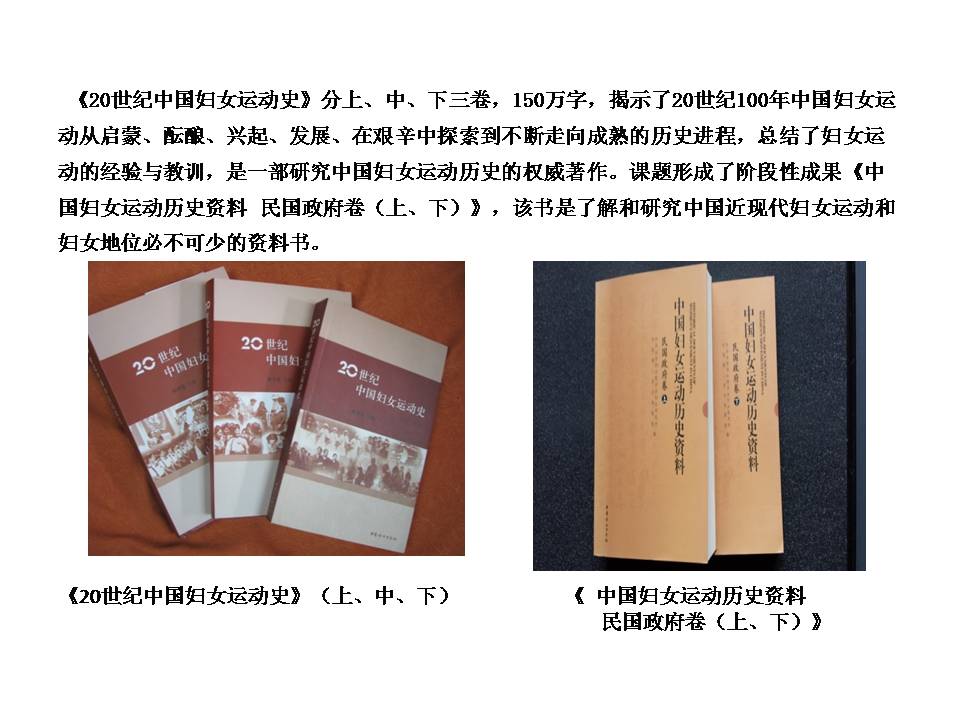 《20世纪中国妇女运动史》分上、中、下三卷，150万字，揭示了20世纪100年中国妇女运
动从启蒙、酝酿、兴起、发展、在艰辛中探索到不断走向成熟的历史进程，总结了妇女运
动的经验与教训，是一部研究中国妇女运动历史的权威著作。课题形成了阶段性成果《中
国妇女运动历史资料 民国政府卷（上、下）》，该书是了解和研究中国近现代妇女运动和
妇女地位必不可少的资料书。
20世纪
中国妇女
20世纪
中国妇
20世纪
中国妇女运动史
中国妇女运动历史资料
民国政府卷 上
中国妇女运动历史资料
民国政府卷 下
《20世纪中国妇女运动史》（上、中、下）
《 中国妇女运动历史资料
民国政府卷（上、下）》